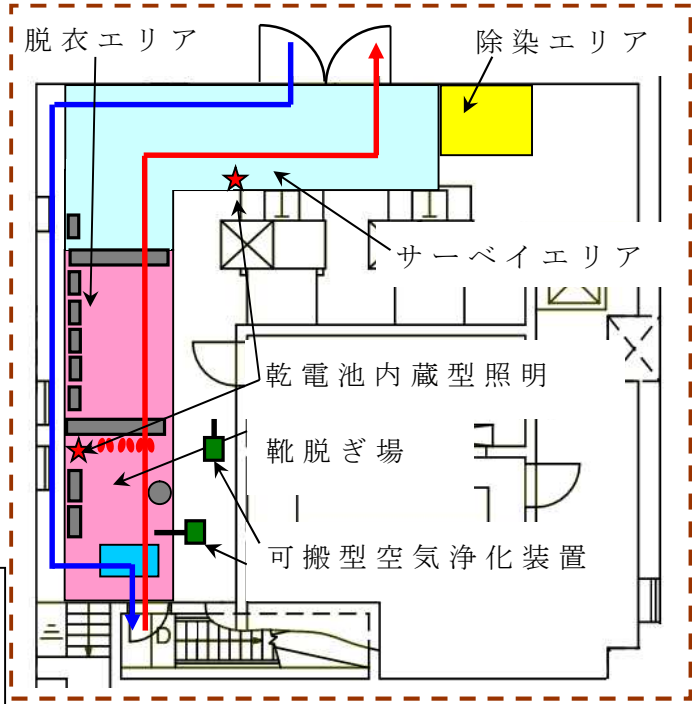 脱衣エリア
除染エリア
サーベイエリア
乾電池内蔵型照明
靴脱ぎ場
可搬型空気浄化装置
D